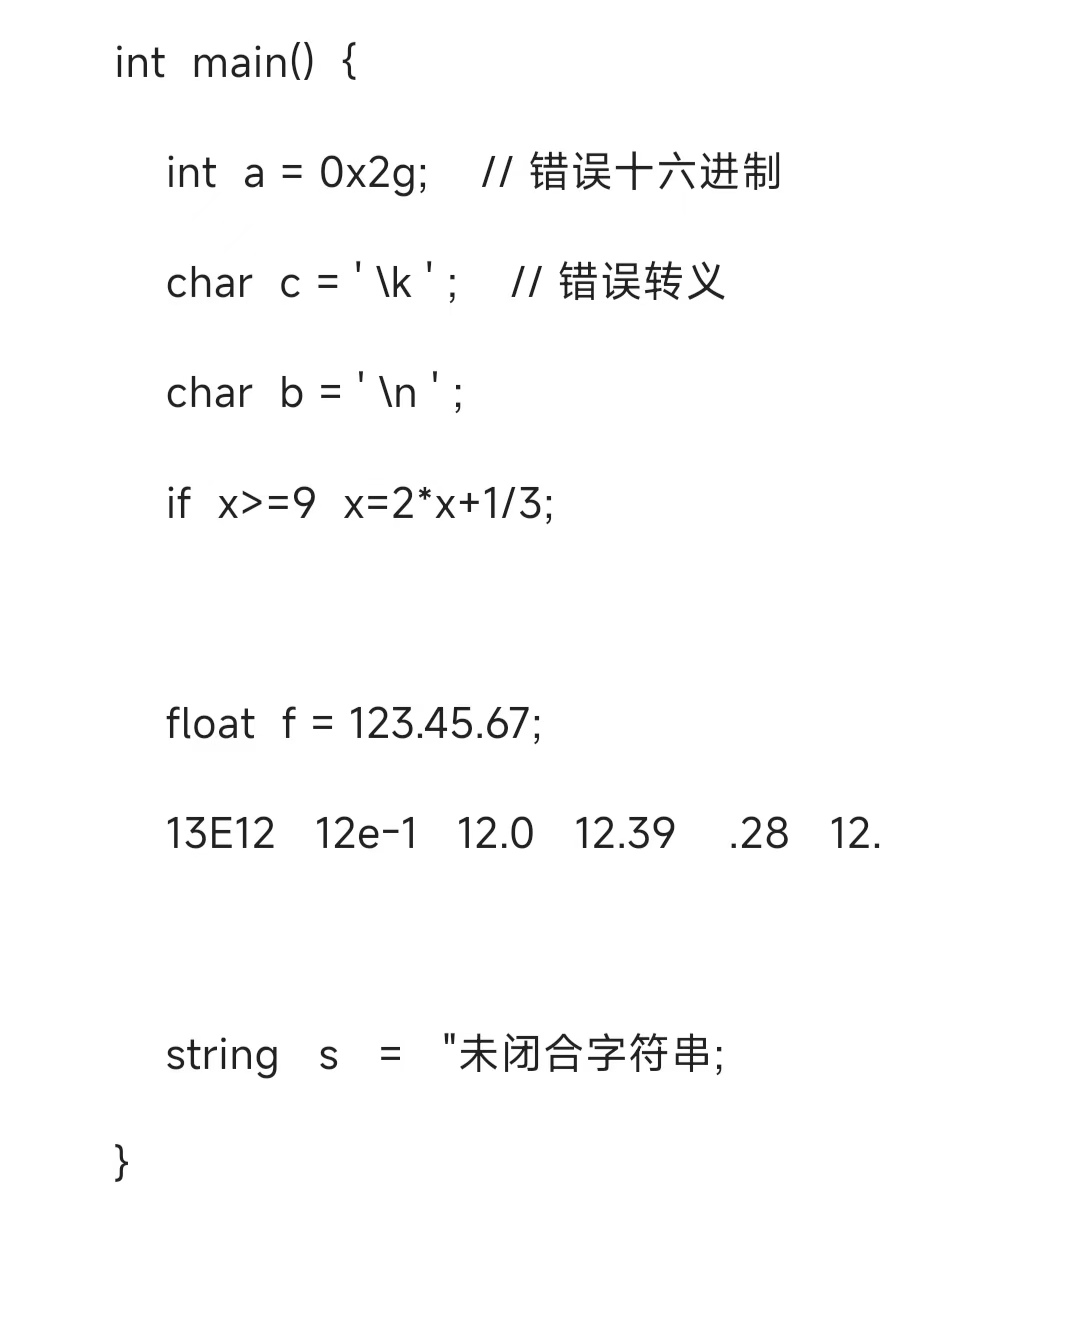 int main() {
int a = 0x2g; // 错误十六进制
char c = ' \k ' ; // 错误转义
char b = ' \n ' ;
if x>=9 x=2*x+1/3;
float f = 123.45.67;
13E12 12e-1 12.0 12.39 .28 12.
string s = "未闭合字符串;
}